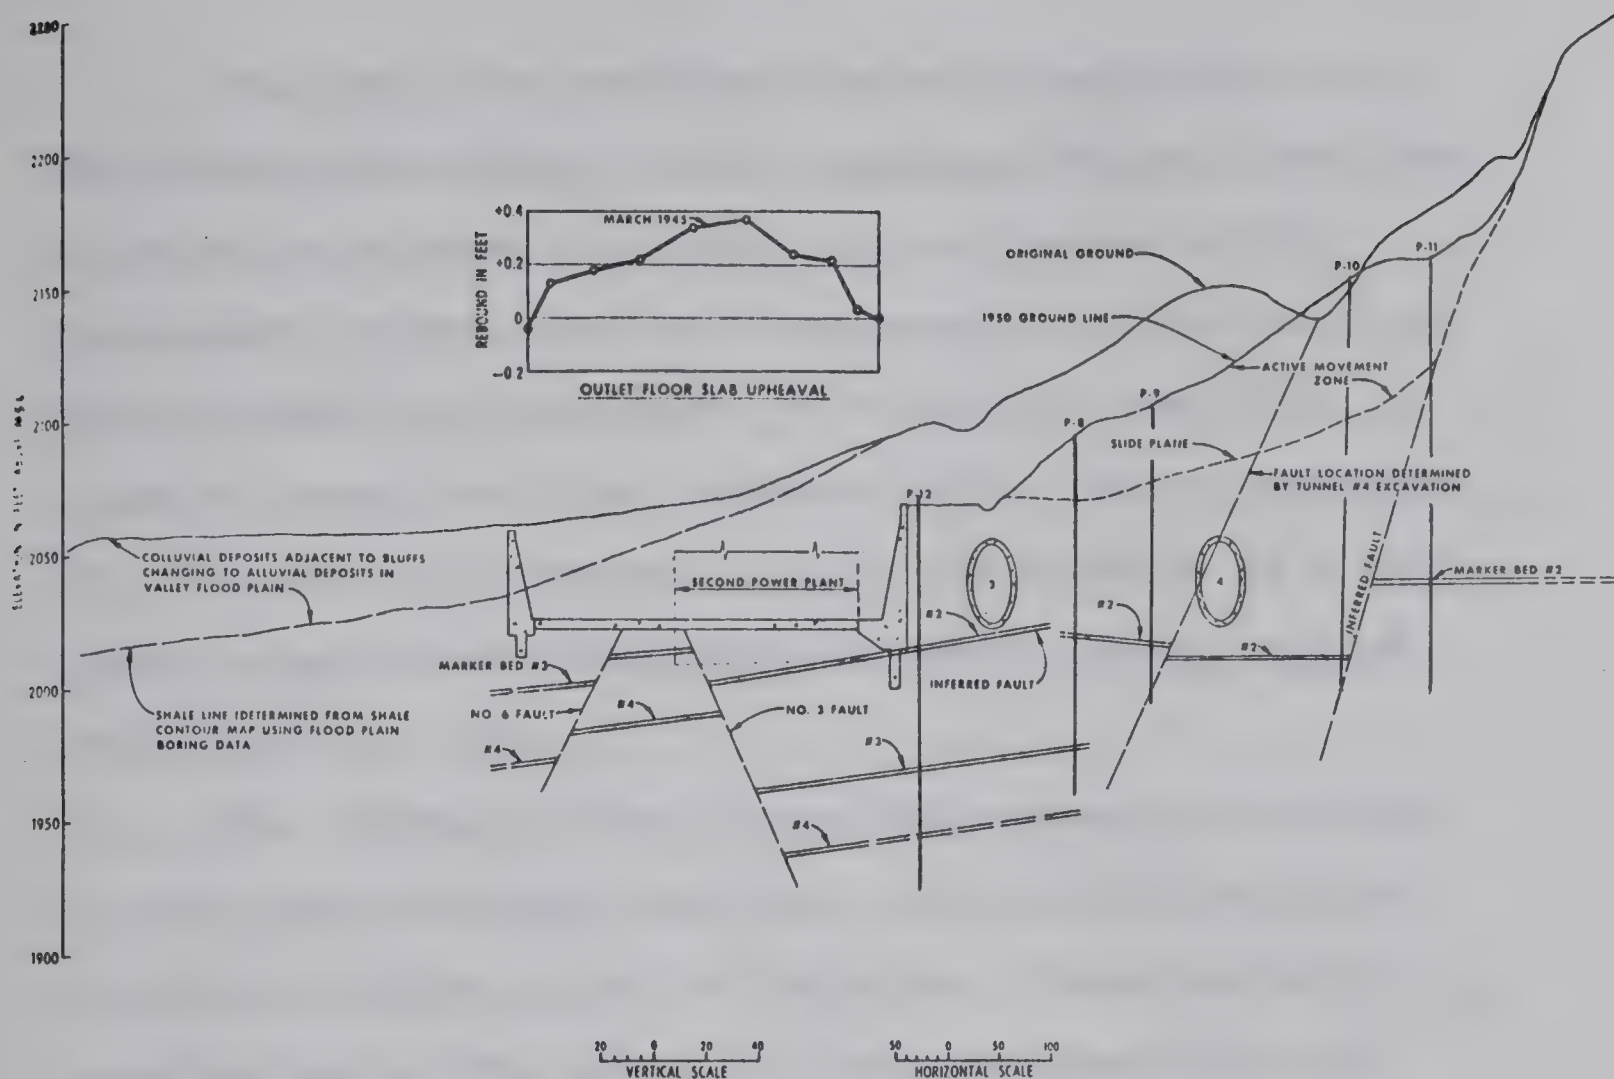 2200
2150
2100
2050
2000
1950
1900
+0.4
+0.2
0
-0.2
REBOUND IN FEET
MARCH 1945
OUTLET FLOOR SLAB UPHEAVAL
ORIGINAL GROUND
1950 GROUND LINE
P-10
P-11
ACTIVE MOVEMENT
ZONE
P-9
P-8
SLIDE PLANE
FAULT LOCATION DETERMINED
BY TUNNEL #4 EXCAVATION
P-12
COLLUVIAL DEPOSITS ADJACENT TO BLUFFS
CHANGING TO ALLUVIAL DEPOSITS IN
VALLEY FLOOD PLAIN
SECOND POWER PLANT
3
4
INFERRED FAULT
MARKER BED #2
#2
#2
#2
MARKER BED #3
INFERRED FAULT
SHALE LINE (DETERMINED FROM SHALE
CONTOUR MAP USING FLOOD PLAIN
BORING DATA
NO. 6 FAULT
#4
NO. 3 FAULT
#4
#3
#4
20 0 20 40
VERTICAL SCALE
50 0 50 100
HORIZONTAL SCALE